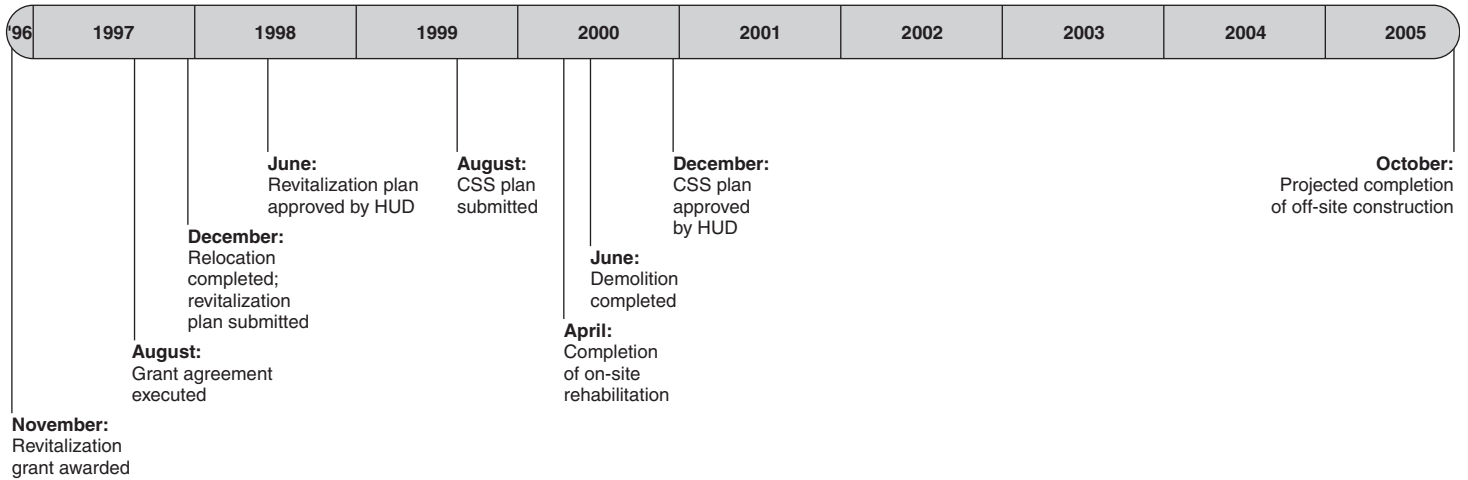 '96 1997 1998 1999 2000 2001 2002 2003 2004 2005
June:
Revitalization plan
approved by HUD
August:
CSS plan
submitted
December:
CSS plan
approved
by HUD
October:
Projected completion
of off-site construction
December:
Relocation
completed;
revitalization
plan submitted
June:
Demolition
completed
April:
Completion
of on-site
rehabilitation
August:
Grant agreement
executed
November:
Revitalization
grant awarded